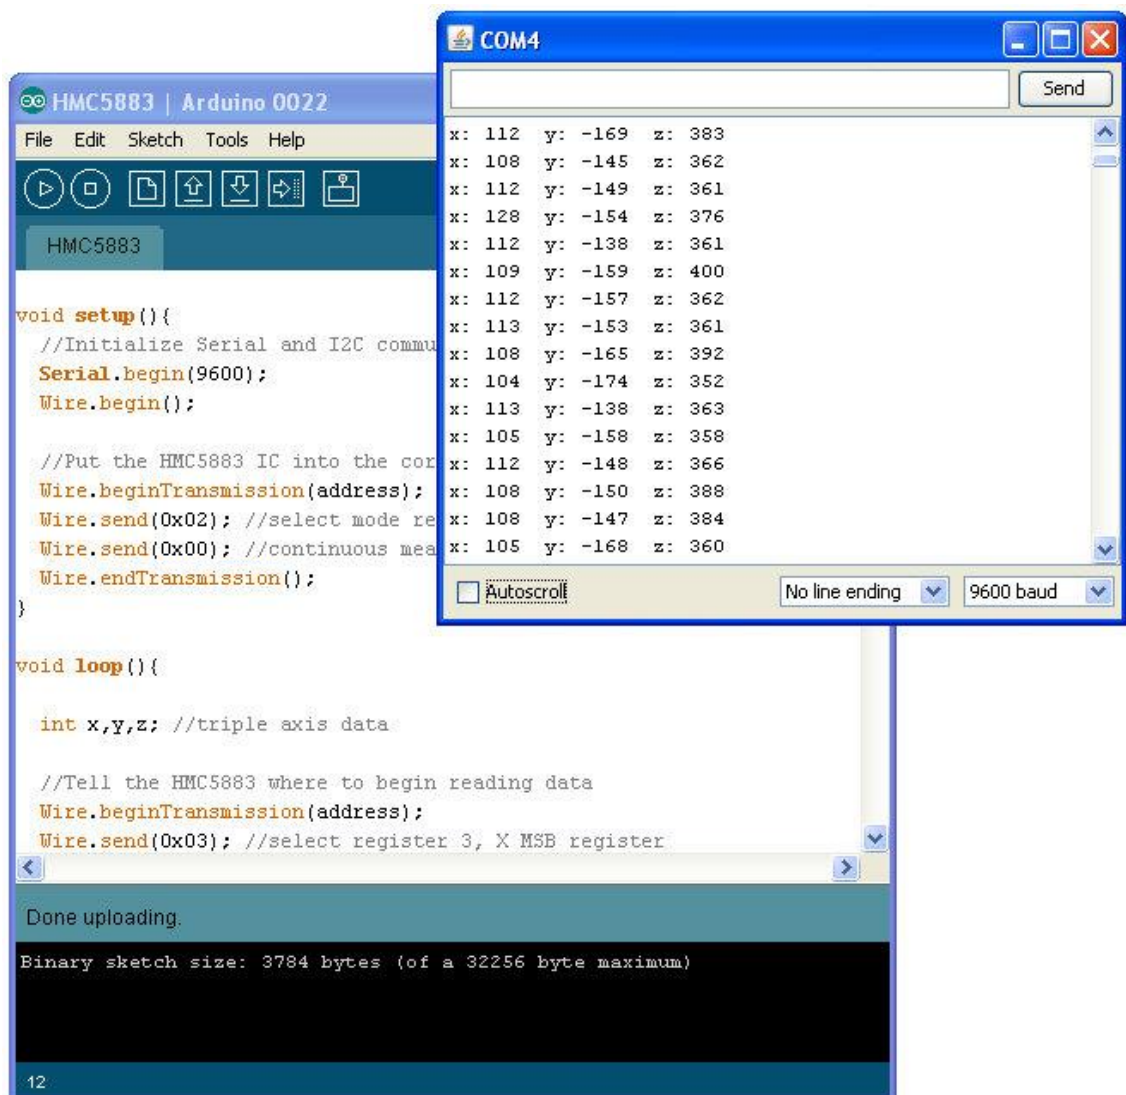 COM4
Send
x: 112 y: -169 z: 383
x: 108 y: -145 z: 362
x: 112 y: -149 z: 361
x: 128 y: -154 z: 376
x: 112 y: -138 z: 361
x: 109 y: -159 z: 400
x: 112 y: -157 z: 362
x: 113 y: -153 z: 361
x: 108 y: -165 z: 392
x: 104 y: -174 z: 352
x: 113 y: -138 z: 363
x: 105 y: -158 z: 358
x: 112 y: -148 z: 366
x: 108 y: -150 z: 388
x: 108 y: -147 z: 384
x: 105 y: -168 z: 360
Autoscroll No line ending 9600 baud
HMC5883 | Arduino 0022
File Edit Sketch Tools Help
HMC5883
void setup(){
//Initialize Serial and I2C commu
Serial.begin(9600);
Wire.begin();
//Put the HMC5883 IC into the cor
Wire.beginTransmission(address);
Wire.send(0x02); //select mode re
Wire.send(0x00); //continuous mea
Wire.endTransmission();
}
void loop(){
int x,y,z; //triple axis data
//Tell the HMC5883 where to begin reading data
Wire.beginTransmission(address);
Wire.send(0x03); //select register 3, X MSB register
Done uploading.
Binary sketch size: 3784 bytes (of a 32256 byte maximum)
12